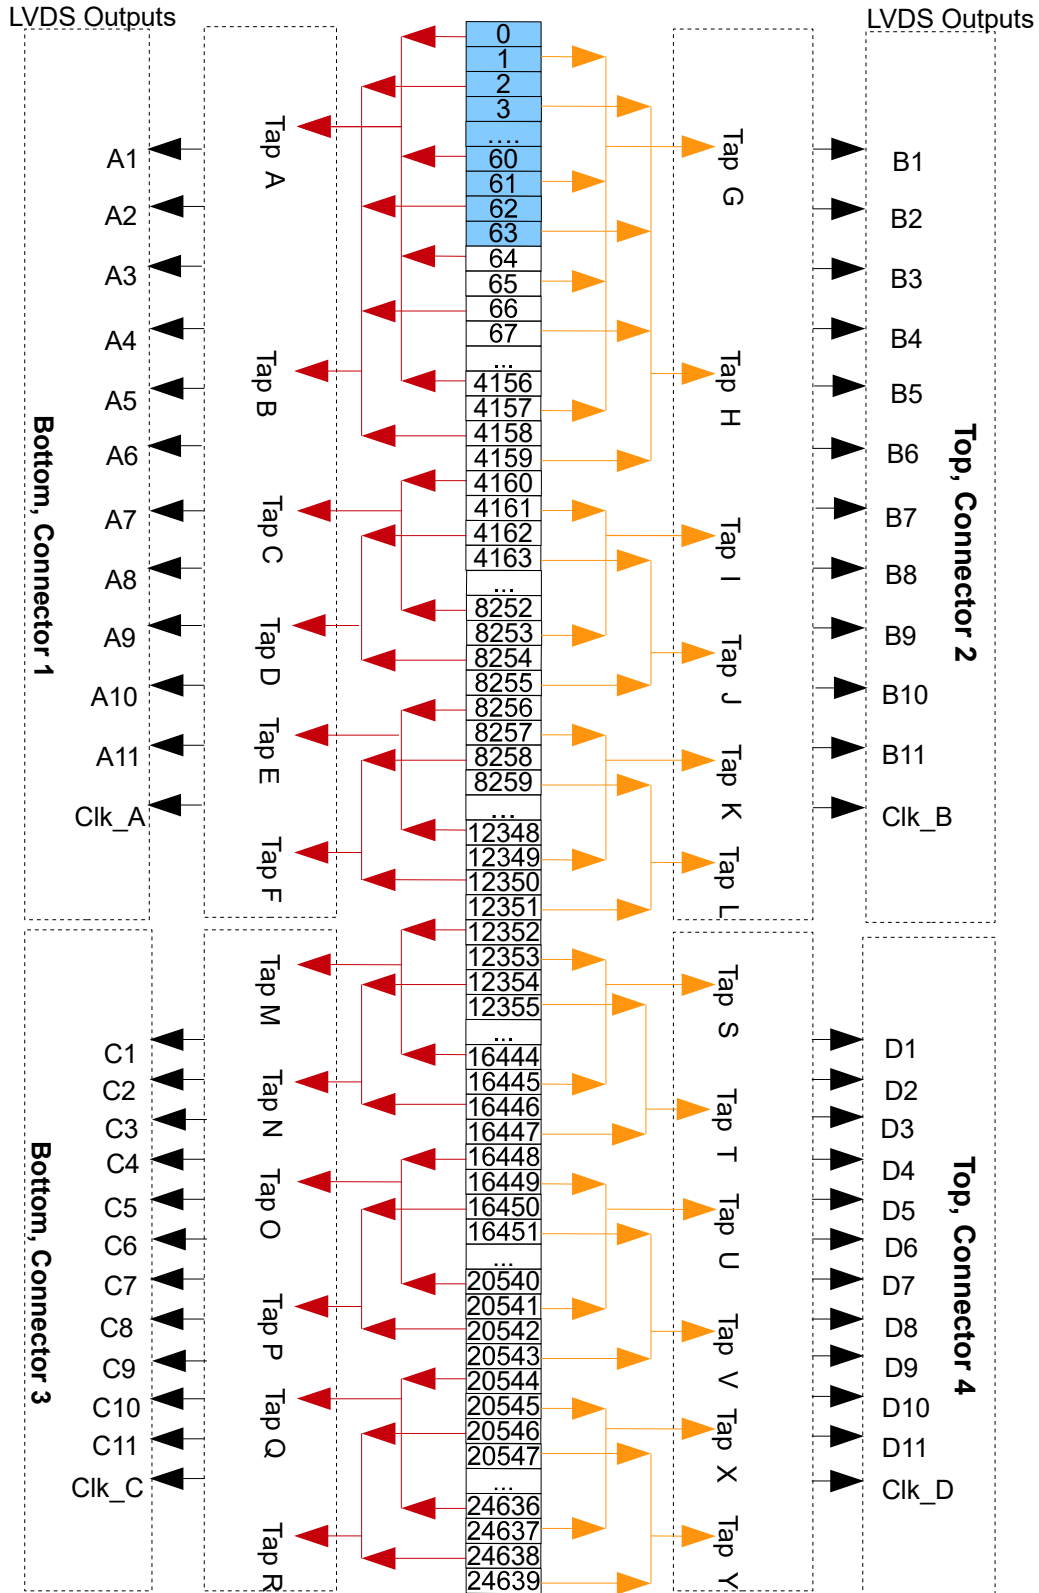 LVDS Outputs
LVDS Outputs
Bottom, Connector 1
A1
A2
A3
A4
A5
A6
A7
A8
A9
A10
A11
Clk_A
Tap A
Tap B
Tap C
Tap D
Tap E
Tap F
Bottom, Connector 3
C1
C2
C3
C4
C5
C6
C7
C8
C9
C10
C11
Clk_C
Tap M
Tap N
Tap O
Tap P
Tap Q
Tap R
0
1
2
3
....
60
61
62
63
64
65
66
67
...
4156
4157
4158
4159
4160
4161
4162
4163
...
8252
8253
8254
8255
8256
8257
8258
8259
...
12348
12349
12350
12351
12352
12353
12354
12355
...
16444
16445
16446
16447
16448
16449
16450
16451
...
20540
20541
20542
20543
20544
20545
20546
20547
...
24636
24637
24638
24639
Tap G
Tap H
Tap I
Tap J
Tap K
Tap L
B1
B2
B3
B4
B5
B6
B7
B8
B9
B10
B11
Clk_B
Top, Connector 2
Tap S
Tap T
Tap U
Tap V
Tap X
Tap Y
D1
D2
D3
D4
D5
D6
D7
D8
D9
D10
D11
Clk_D
Top, Connector 4